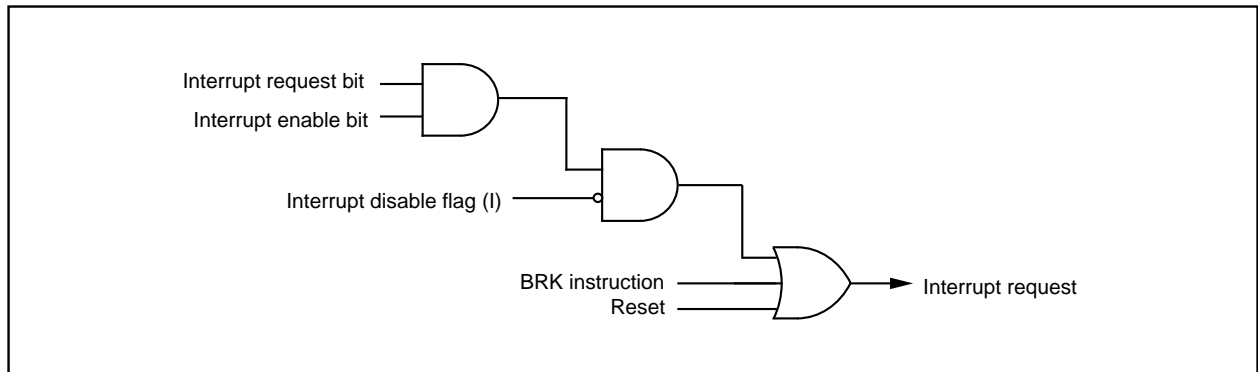 Interrupt request bit
Interrupt enable bit
Interrupt disable flag (I)
BRK instruction
Reset
Interrupt request